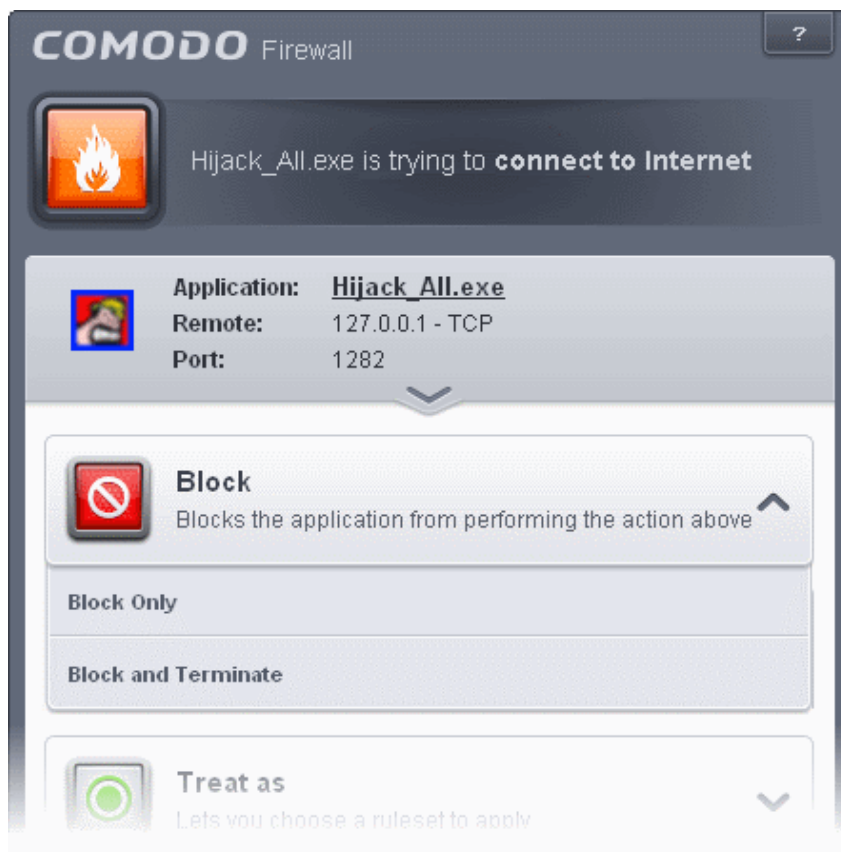 COMODO Firewall
?
Hijack_All.exe is trying to connect to Internet
Application: Hijack_All.exe
Remote: 127.0.0.1 - TCP
Port: 1282
Block
Blocks the application from performing the action above
Block Only
Block and Terminate
Treat as
Lets you choose a ruleset to apply